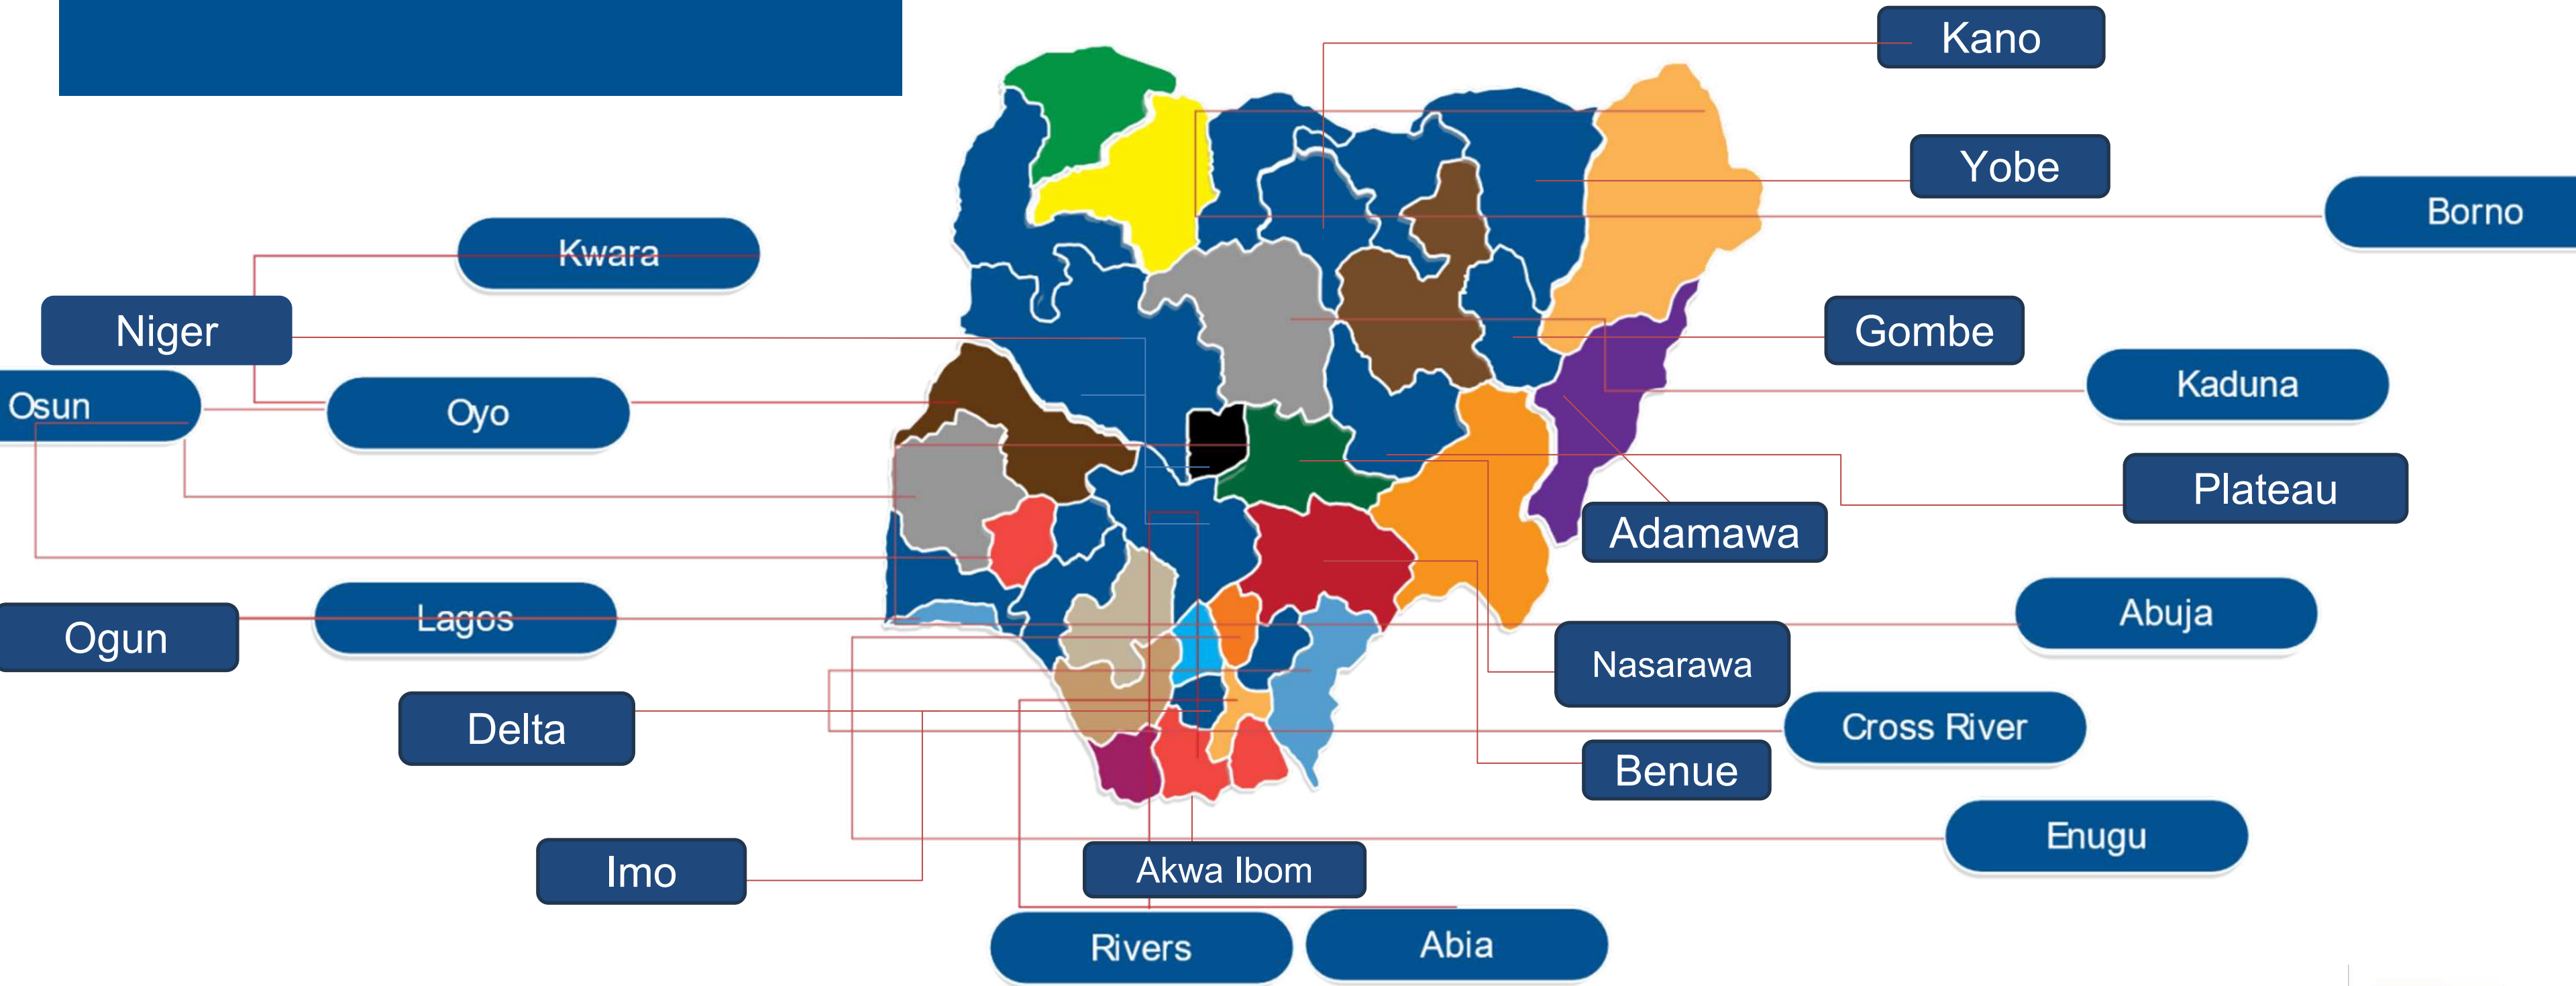 Kano
Yobe
Borno
Kwara
Niger
Gombe
Kaduna
Osun
Oyo
Plateau
Adamawa
Abuja
Lagos
Ogun
Nasarawa
Delta
Cross River
Benue
Enugu
Imo
Akwa Ibom
Rivers
Abia